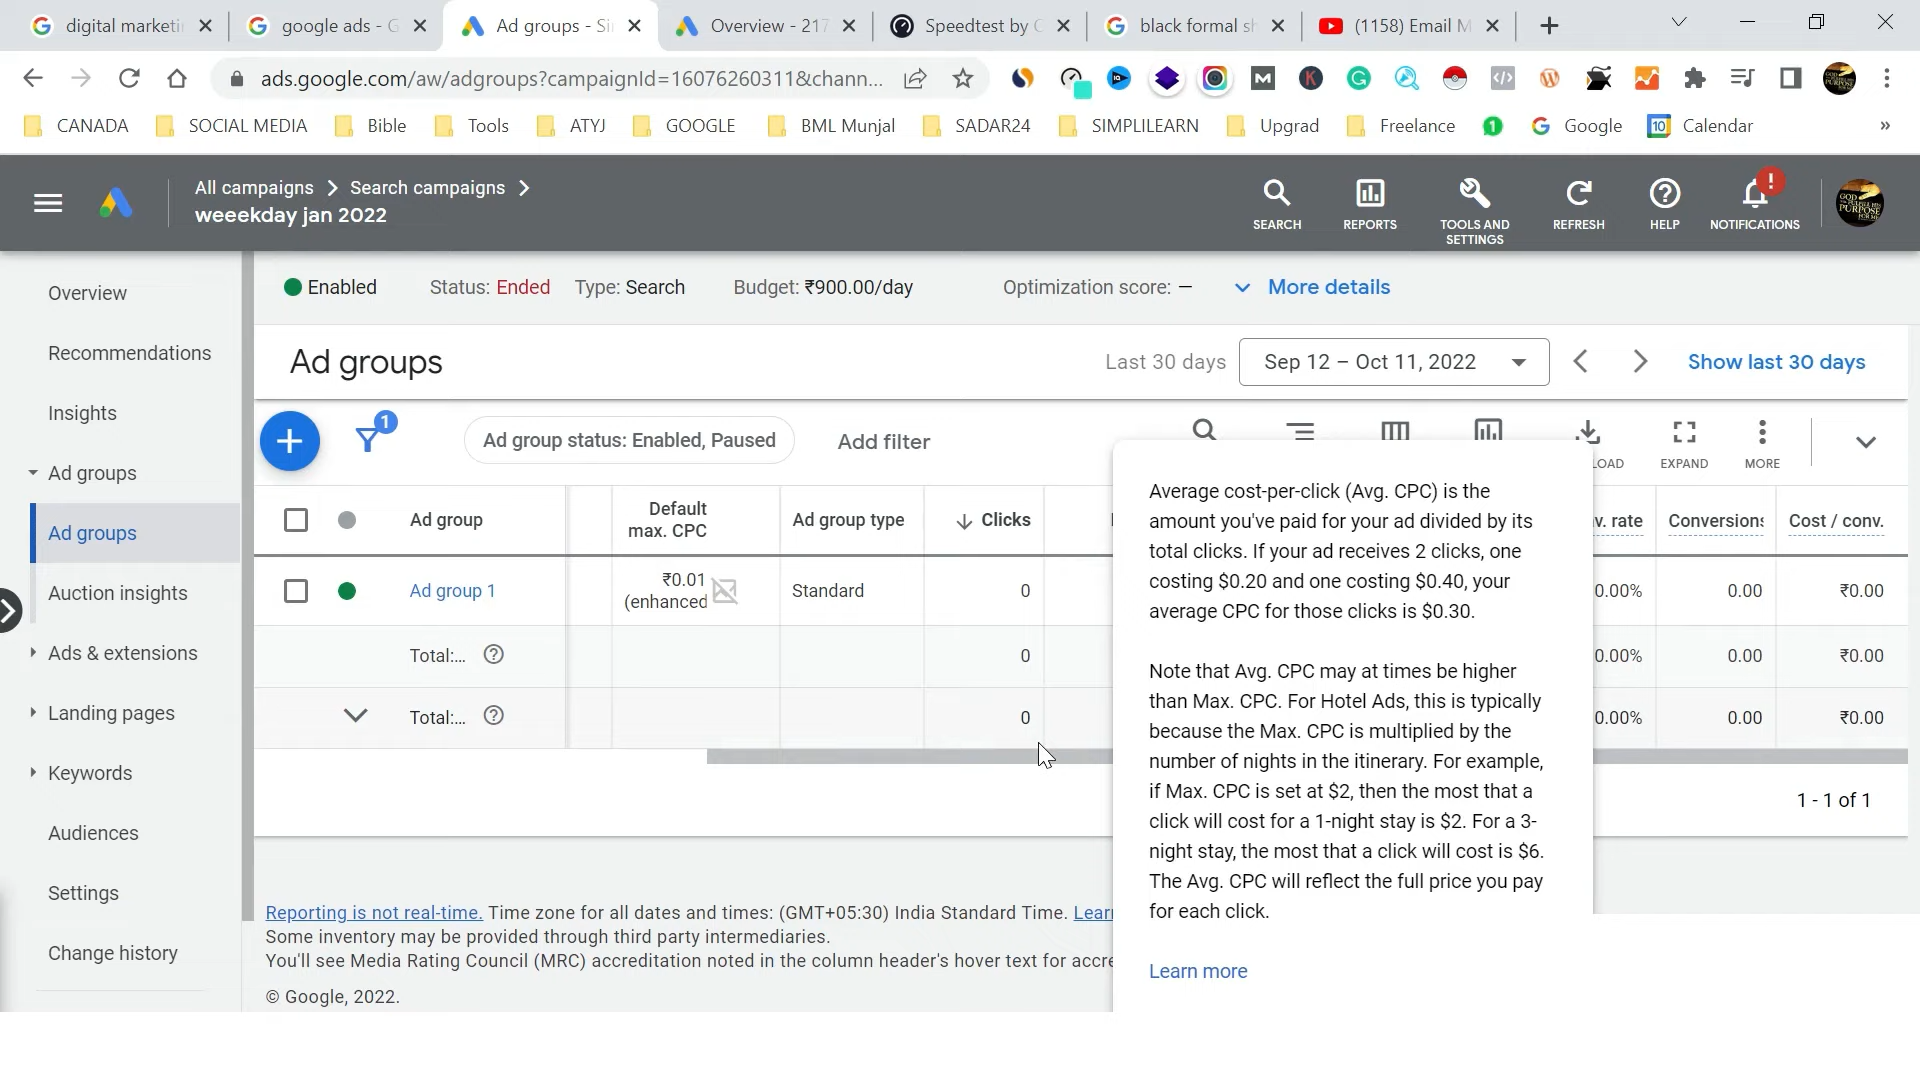 digital marketi
google ads - G
Ad groups - Si
Overview - 217
Speedtest by
black formal sh
(1158) Email M
ads.google.com/aw/adgroups?campaignId=16076260311&chann...
CANADA
SOCIAL MEDIA
Bible
Tools
ATYJ
GOOGLE
BML Munjal
SADAR24
SIMPLILEARN
Upgrad
Freelance
1
Google
10
Calendar
»
All campaigns > Search campaigns >
weeekday jan 2022
SEARCH
REPORTS
TOOLS AND
SETTINGS
REFRESH
HELP
!
NOTIFICATIONS
Overview
Recommendations
Insights
Ad groups
Ad groups
Auction insights
Ads & extensions
Landing pages
Keywords
Audiences
Settings
Change history
Enabled
Status: Ended
Type: Search
Budget: ₹900.00/day
Optimization score: –
More details
Ad groups
Last 30 days
Sep 12 – Oct 11, 2022
Show last 30 days
1
Ad group status: Enabled, Paused
Add filter
LOAD
EXPAND
MORE
Ad group
Default
max. CPC
Ad group type
Clicks
v. rate
Conversions
Cost / conv.
Ad group 1
₹0.01
(enhanced
Standard
0
0.00%
0.00
₹0.00
Total:...
0
0.00%
0.00
₹0.00
Total:...
0
0.00%
0.00
₹0.00
1 - 1 of 1
Average cost-per-click (Avg. CPC) is the
amount you've paid for your ad divided by its
total clicks. If your ad receives 2 clicks, one
costing $0.20 and one costing $0.40, your
average CPC for those clicks is $0.30.
Note that Avg. CPC may at times be higher
than Max. CPC. For Hotel Ads, this is typically
because the Max. CPC is multiplied by the
number of nights in the itinerary. For example,
if Max. CPC is set at $2, then the most that a
click will cost for a 1-night stay is $2. For a 3-
night stay, the most that a click will cost is $6.
The Avg. CPC will reflect the full price you pay
for each click.
Learn more
Reporting is not real-time. Time zone for all dates and times: (GMT+05:30) India Standard Time. Learn
Some inventory may be provided through third party intermediaries.
You'll see Media Rating Council (MRC) accreditation noted in the column header's hover text for accre
© Google, 2022.